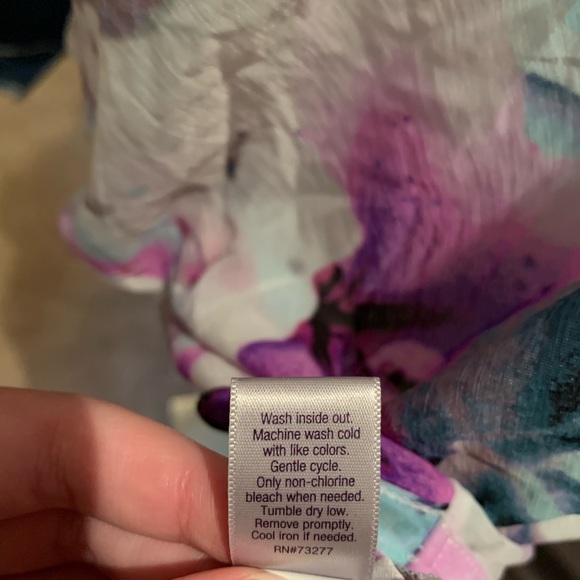 Wash inside out.
Machine wash cold
with like colors.
Gentle cycle.
Only non-chlorine
bleach when needed.
Tumble dry low.
Remove promptly.
Cool iron if needed.
RN#73277